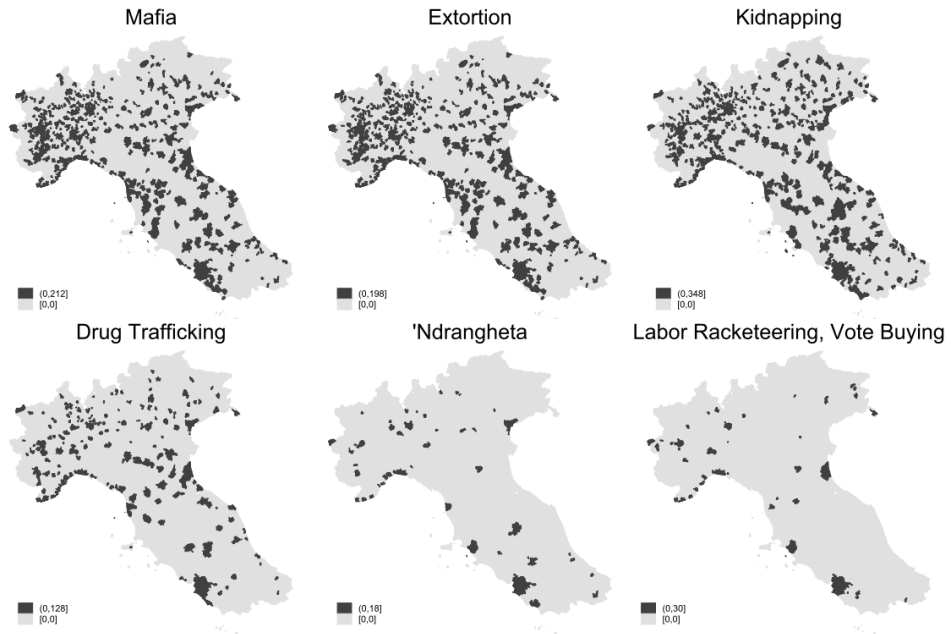 Mafia
Extortion
Kidnapping
(0,212]
[0,0]
(0,198]
[0,0]
(0,348]
[0,0]
Drug Trafficking
'Ndrangheta
Labor Racketeering, Vote Buying
(0,128]
[0,0]
(0,18]
[0,0]
(0,30]
[0,0]